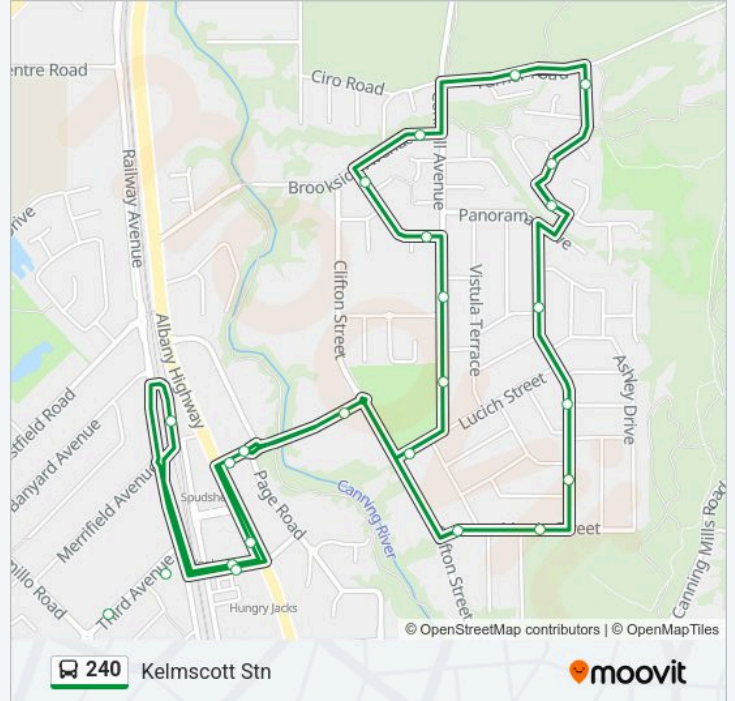 entre Road
Ciro Road
Railway Avenue
Panorama
Clifton Street
Vistula Terrace
Albany Highway
Ashley Drive
Lucich Street
stfield Road
Banyard Avenue
Merrifield Avenue
Page Road
Canning River
Canning Mills Road
Third Avenue
Hungry Jacks
© OpenStreetMap contributors | © OpenMapTiles
240 Kelmscott Stn
moovit